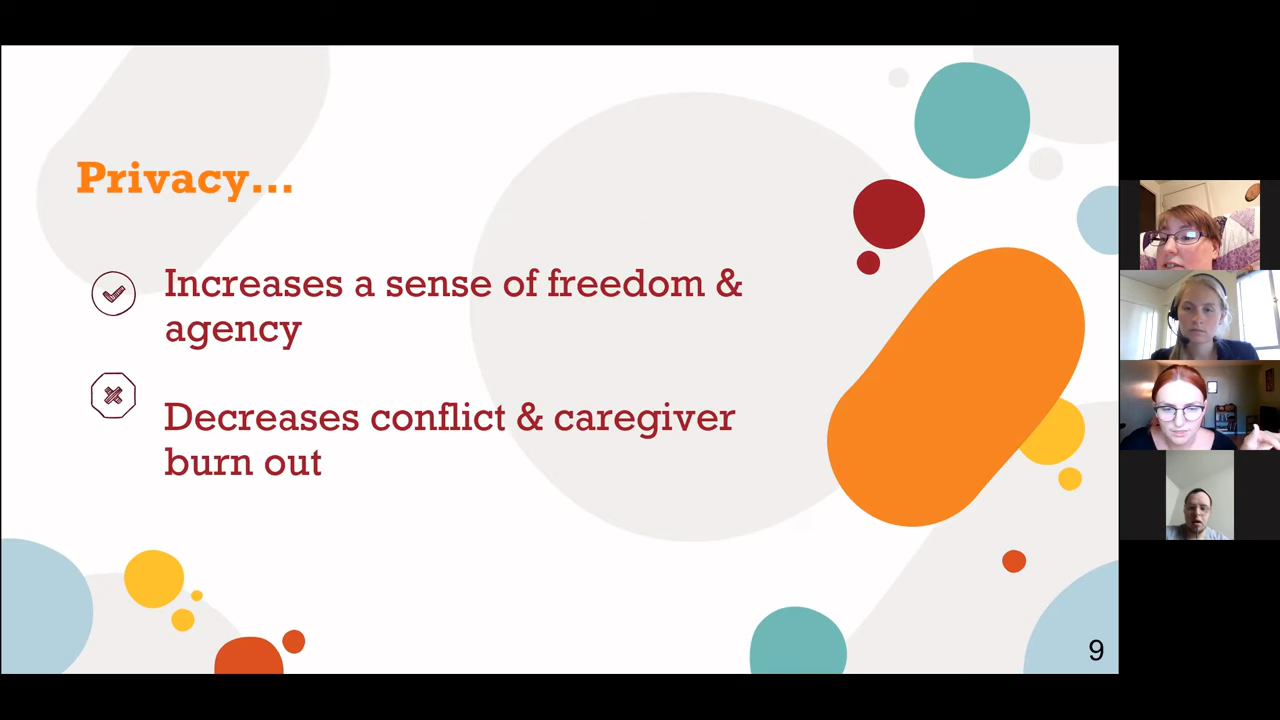 Privacy...
Increases a sense of freedom &
agency
Decreases conflict & caregiver
burn out
9